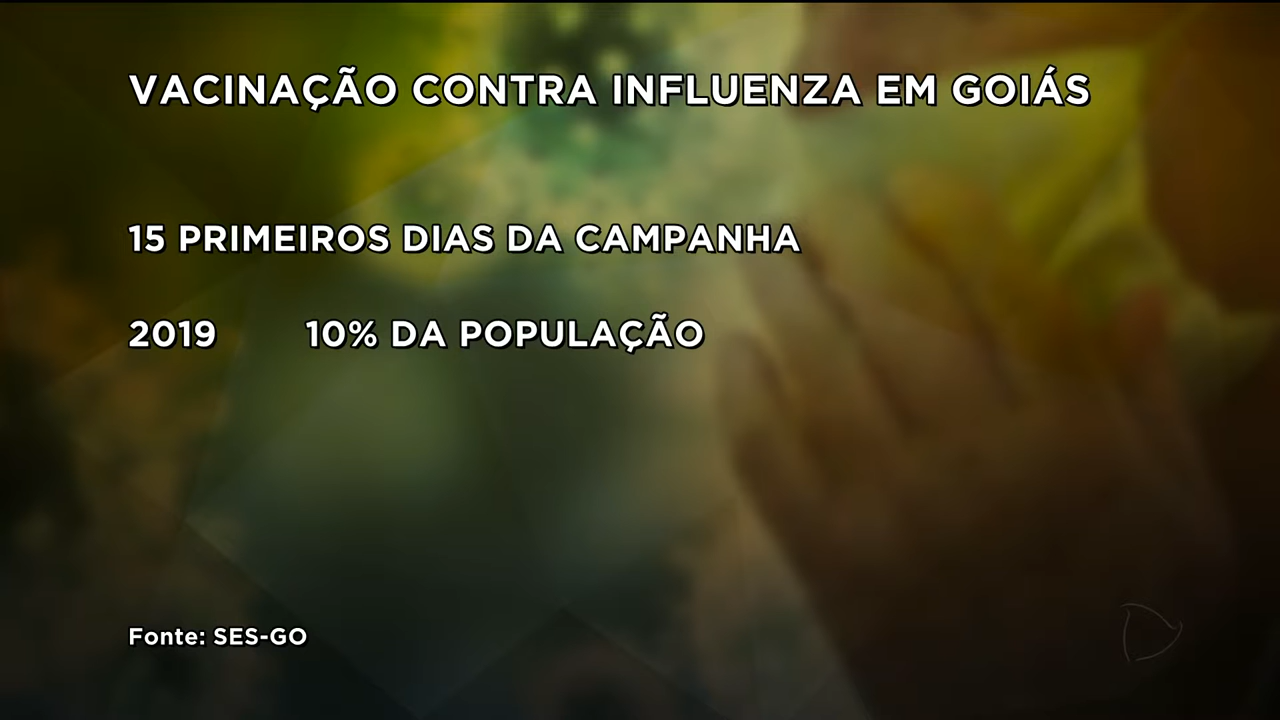 VACINAÇÃO CONTRA INFLUENZA EM GOIÁS
15 PRIMEIROS DIAS DA CAMPANHA
2019 10% DA POPULAÇÃO
Fonte: SES-GO